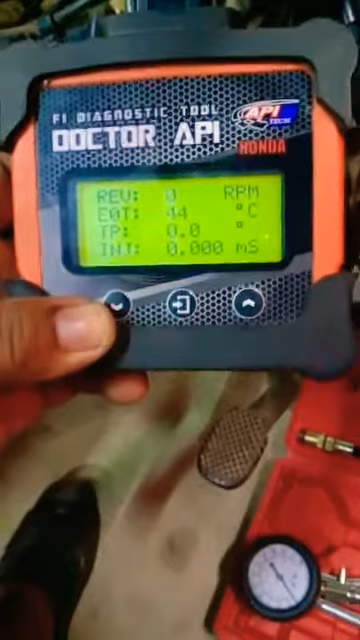 FI DIAGNOSTIC TOOL
DOCTOR API
API TECH
HONDA
REV: 0 RPM
EOT: 44 °C
TP: 0.0 °
INJ: 0.000 mS